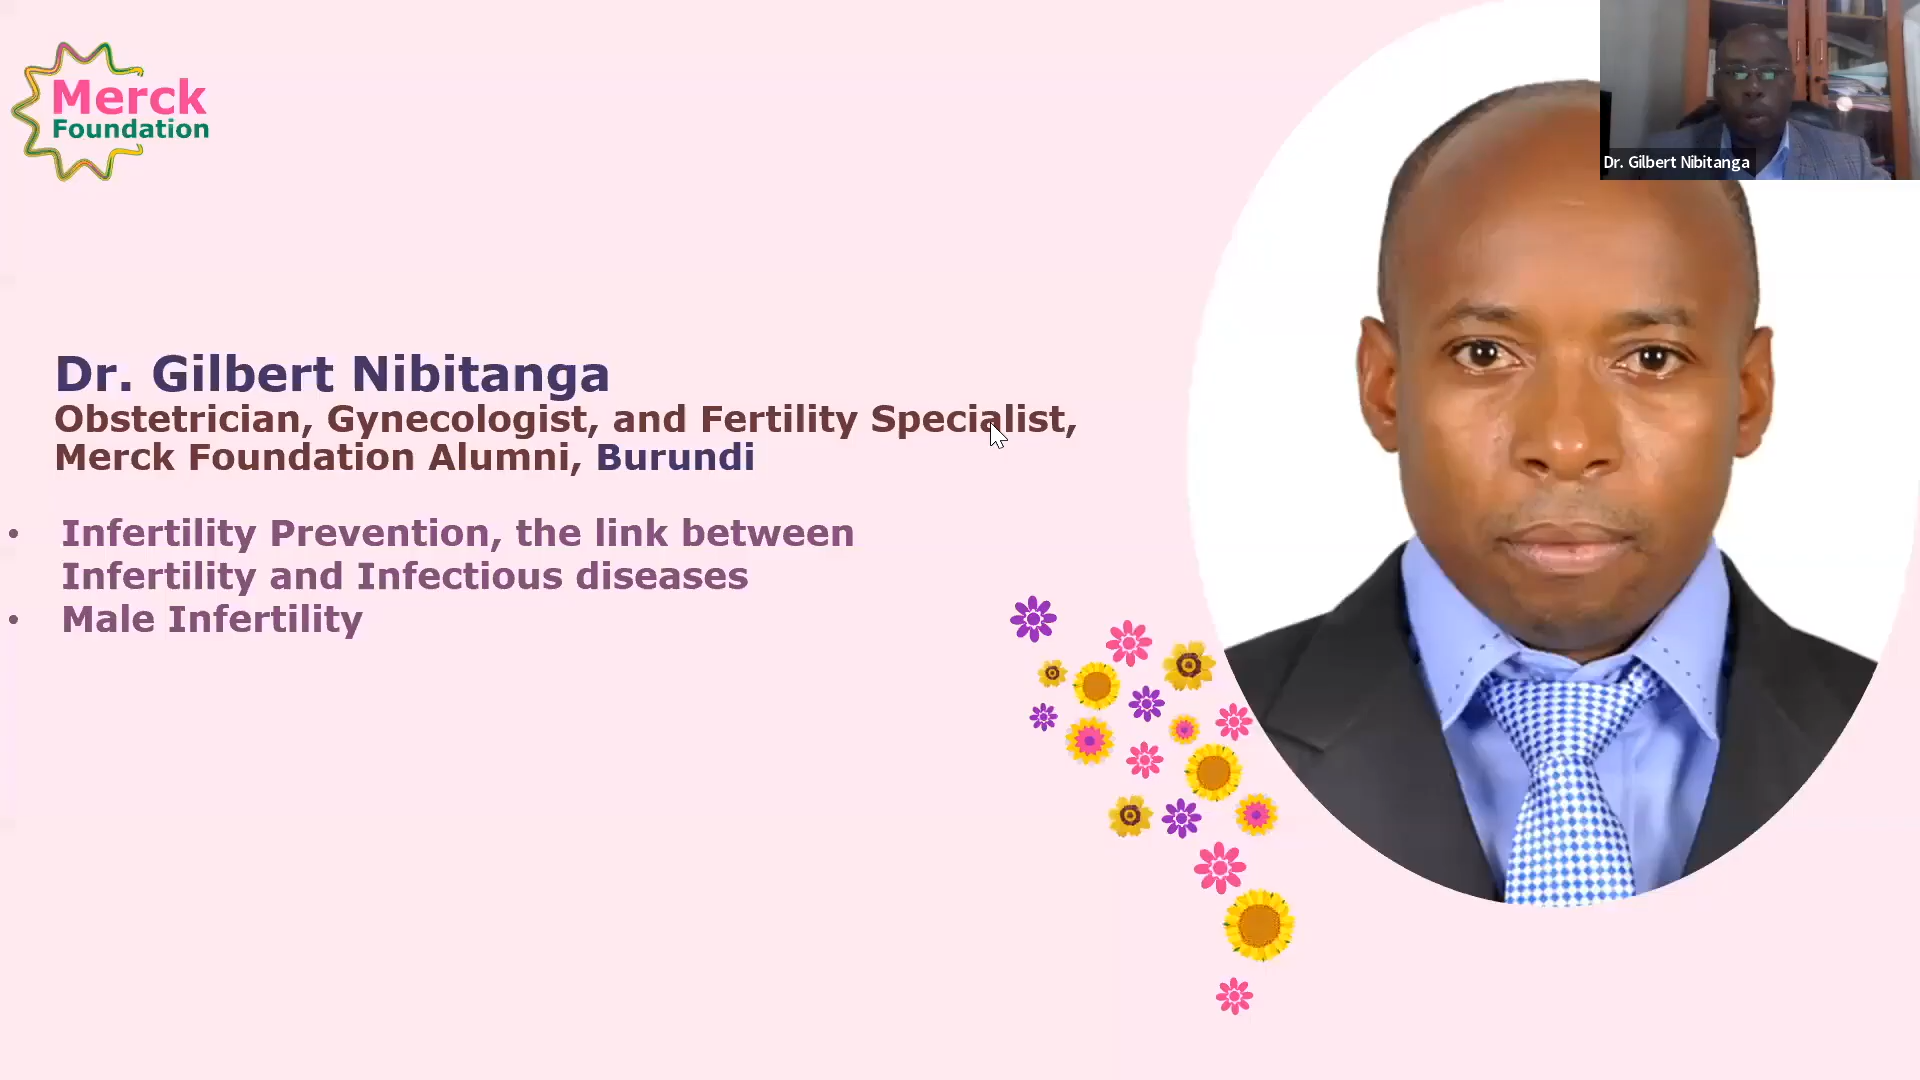 Merck
Foundation
Dr. Gilbert Nibitanga
Dr. Gilbert Nibitanga
Obstetrician, Gynecologist, and Fertility Specialist,
Merck Foundation Alumni, Burundi
• Infertility Prevention, the link between
Infertility and Infectious diseases
• Male Infertility